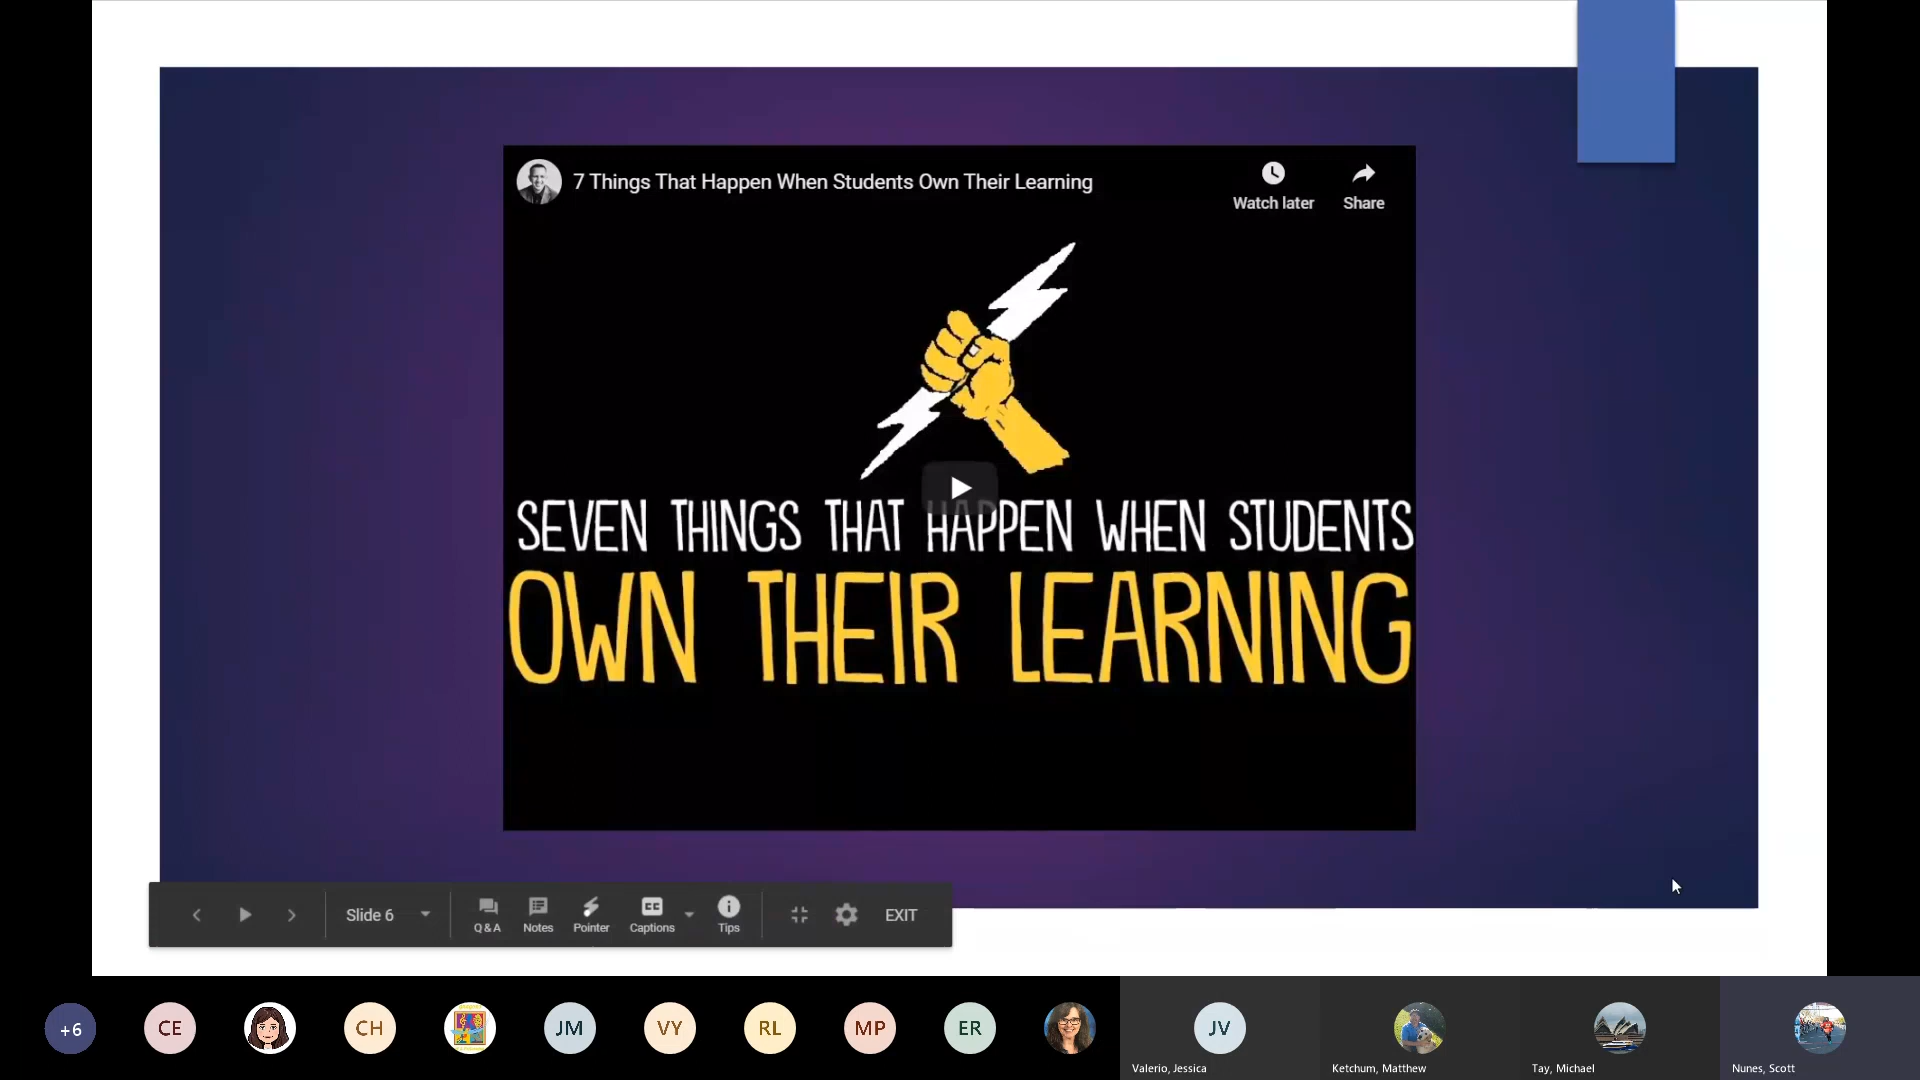 7 Things That Happen When Students Own Their Learning
Watch later
Share
SEVEN THINGS THAT HAPPEN WHEN STUDENTS
OWN THEIR LEARNING
Slide 6
Q & A
Notes
Pointer
CC
Captions
Tips
EXIT
+6
CE
CH
JM
VY
RL
MP
ER
JV
Valerio, Jessica
Ketchum, Matthew
Tay, Michael
Nunes, Scott